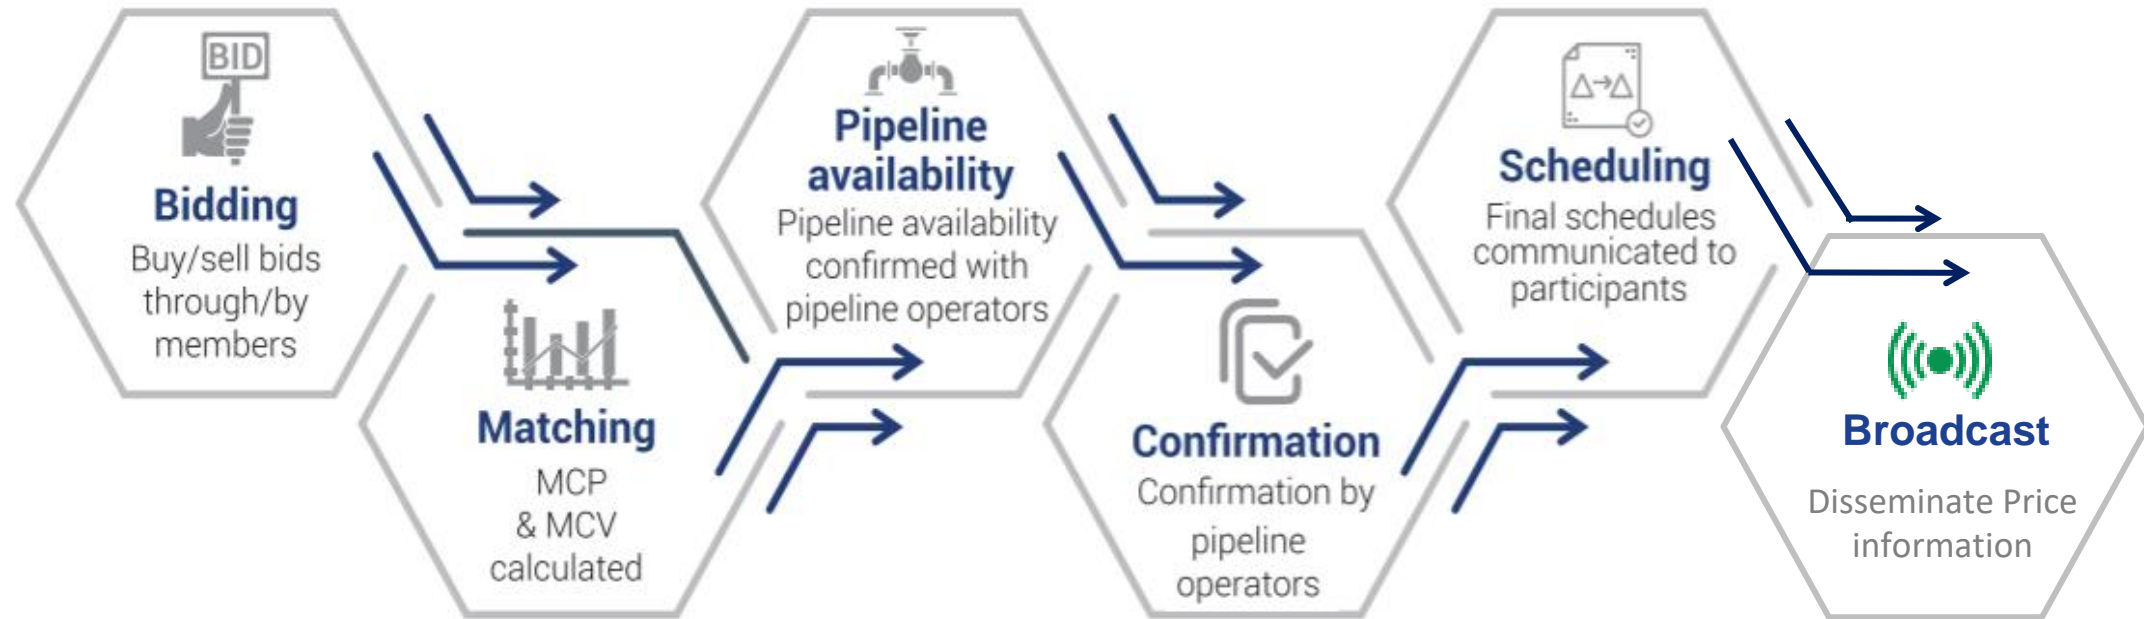 BID
Bidding
Buy/sell bids
through/by
members
Matching
MCP
& MCV
calculated
Pipeline
availability
Pipeline availability
confirmed with
pipeline operators
Confirmation
Confirmation by
pipeline
operators
Scheduling
Final schedules
communicated to
participants
Broadcast
Disseminate Price
information